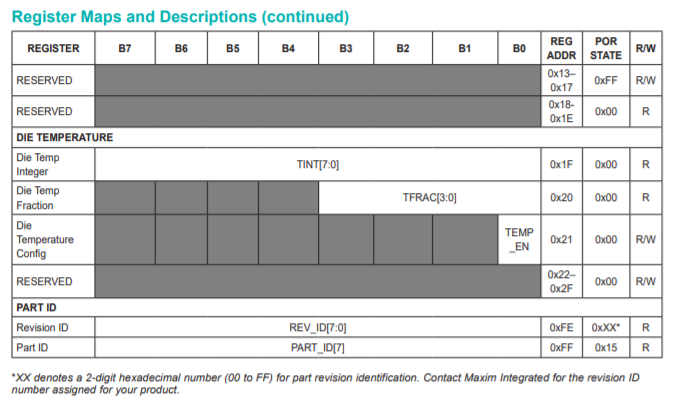 Register Maps and Descriptions (continued)
REGISTER B7 B6 B5 B4 B3 B2 B1 B0 REG ADDR POR STATE R/W
RESERVED 0x13–0x17 0xFF R/W
RESERVED 0x18-0x1E 0x00 R
DIE TEMPERATURE
Die Temp Integer TINT[7:0] 0x1F 0x00 R
Die Temp Fraction TFRAC[3:0] 0x20 0x00 R
Die Temperature Config TEMP_EN 0x21 0x00 R/W
RESERVED 0x22–0x2F 0x00 R/W
PART ID
Revision ID REV_ID[7:0] 0xFE 0xXX* R
Part ID PART_ID[7] 0xFF 0x15 R
*XX denotes a 2-digit hexadecimal number (00 to FF) for part revision identification. Contact Maxim Integrated for the revision ID
number assigned for your product.